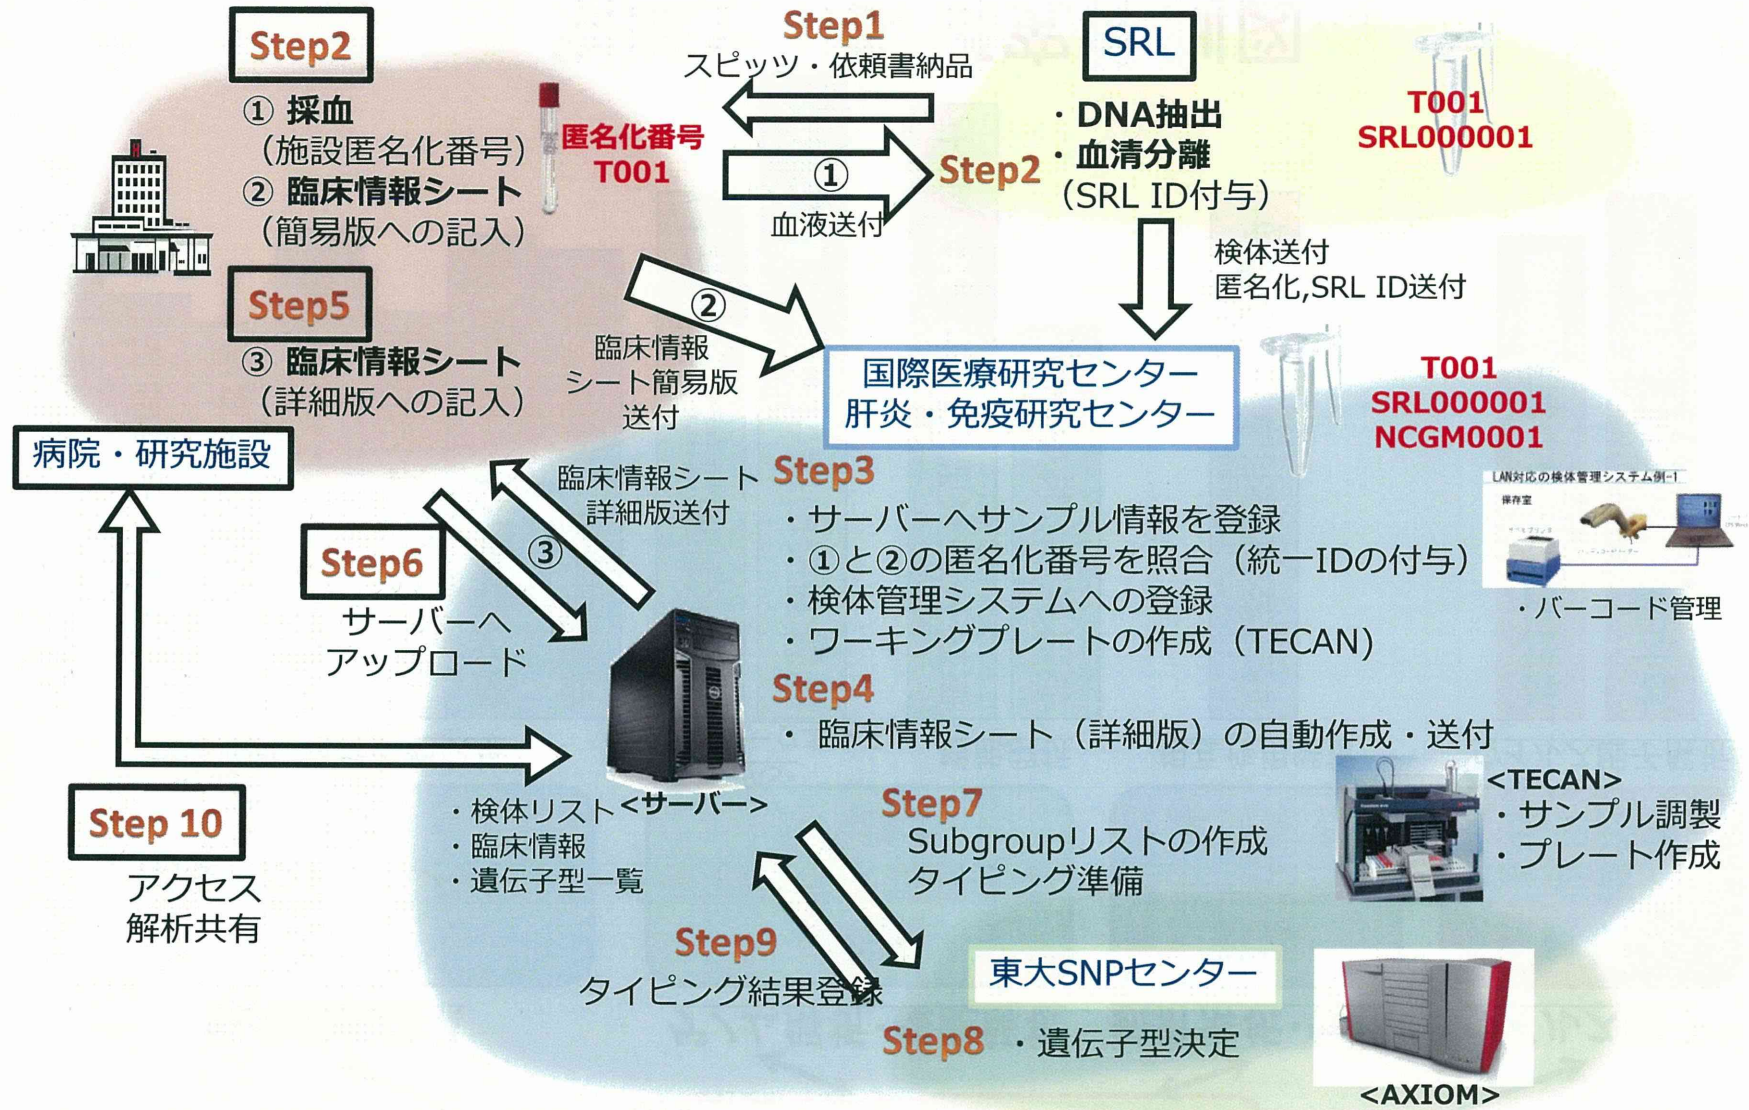 Step1
スピッツ・依頼書納品
Step2
① 採血
（施設匿名化番号）
② 臨床情報シート
（簡易版への記入）
匿名化番号
T001
①
血液送付
SRL
Step2
・DNA抽出
・血清分離
（SRL ID付与）
T001
SRL000001
検体送付
匿名化,SRL ID送付
Step5
③ 臨床情報シート
（詳細版への記入）
病院・研究施設
②
臨床情報
シート簡易版
送付
国際医療研究センター
肝炎・免疫研究センター
T001
SRL000001
NCGM0001
臨床情報シート
詳細版送付
③
Step6
サーバーへ
アップロード
Step3
・サーバーへサンプル情報を登録
・①と②の匿名化番号を照合（統一IDの付与）
・検体管理システムへの登録
・ワーキングプレートの作成（TECAN）
LAN対応の検体管理システム例-1
保存室
・バーコード管理
Step4
・ 臨床情報シート（詳細版）の自動作成・送付
<サーバー>
・検体リスト
・臨床情報
・遺伝子型一覧
Step 10
アクセス
解析共有
Step7
Subgroupリストの作成
タイピング準備
<TECAN>
・サンプル調製
・プレート作成
Step9
タイピング結果登録
東大SNPセンター
Step8 ・遺伝子型決定
<AXIOM>